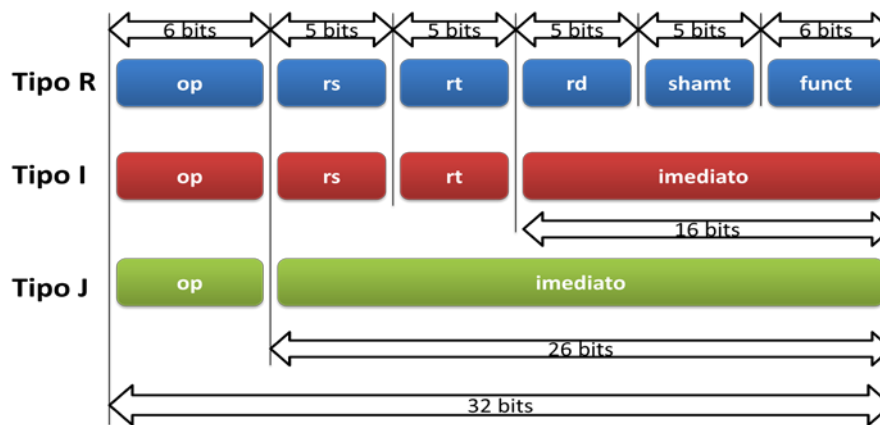 6 bits 5 bits 5 bits 5 bits 5 bits 6 bits
Tipo R op rs rt rd shamt funct
Tipo I op rs rt imediato
16 bits
Tipo J op imediato
26 bits
32 bits